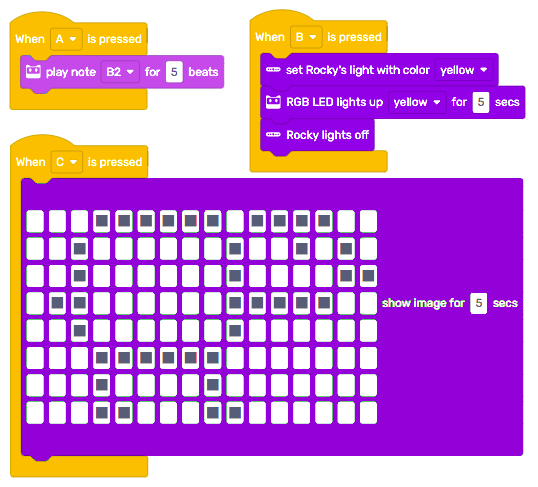 When A is pressed
play note B2 for 5 beats
When B is pressed
set Rocky's light with color yellow
RGB LED lights up yellow for 5 secs
Rocky lights off
When C is pressed
show image for 5 secs